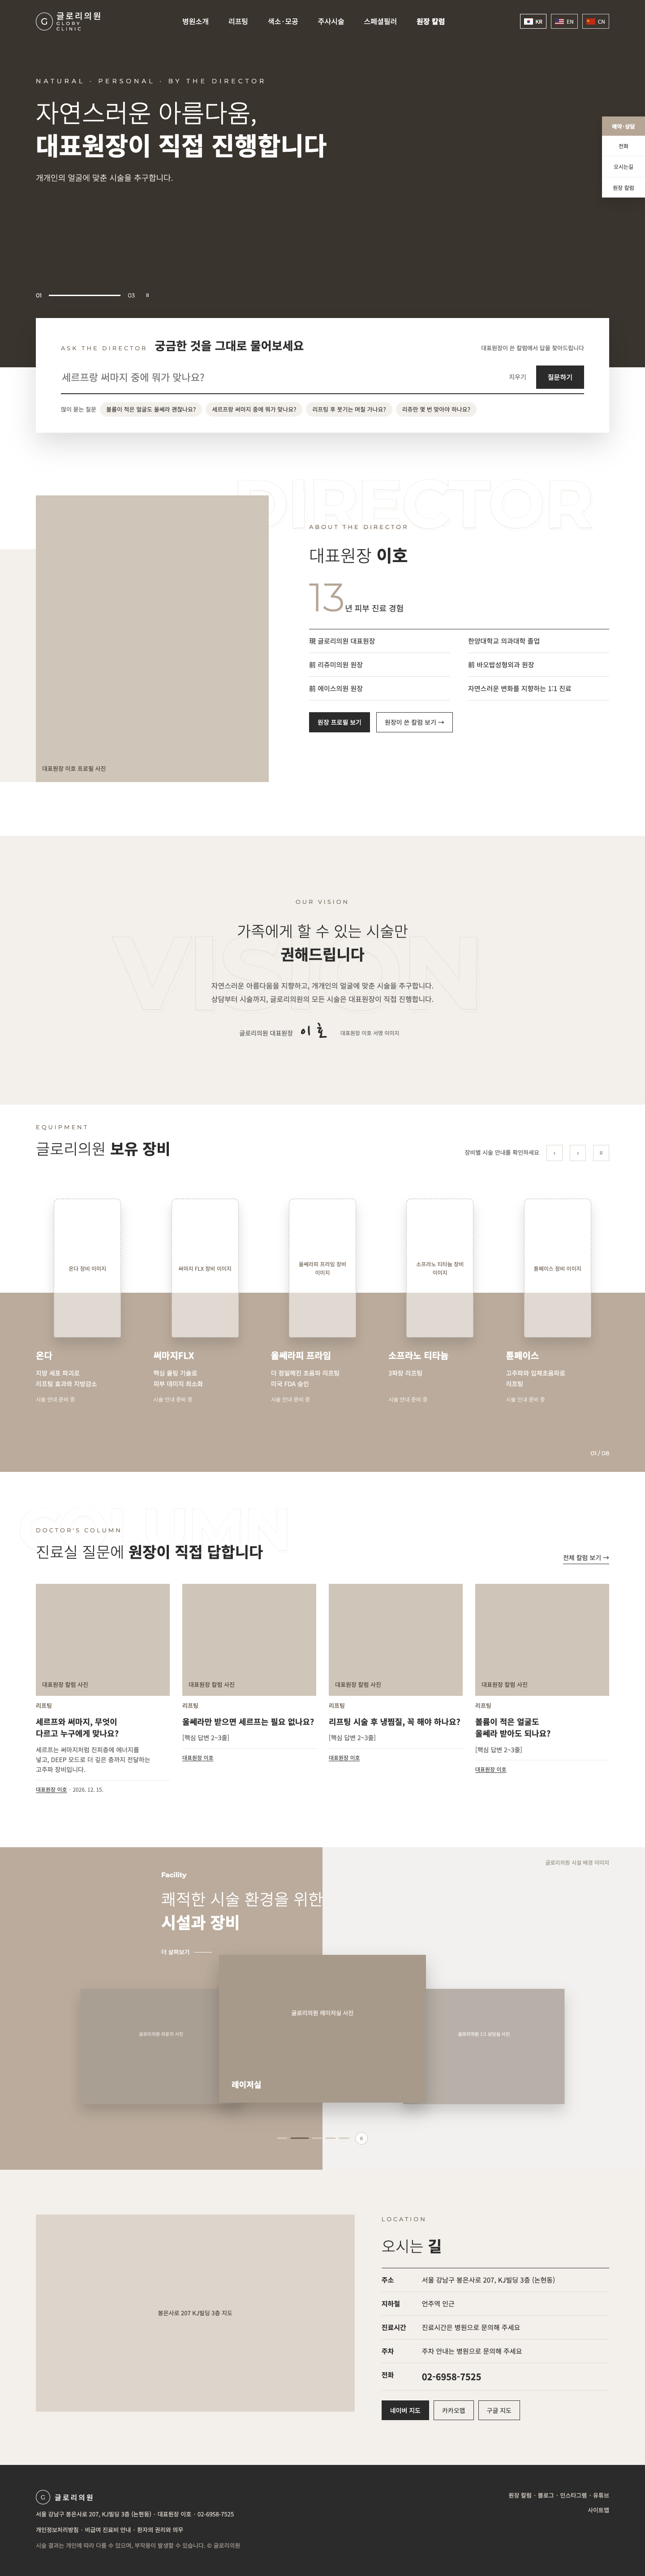 글로리의원
GLORY
CLINIC
병원소개 리프팅 색소·모공 주사시술 스페셜필러 원장 칼럼
KR EN CN
NATURAL · PERSONAL · BY THE DIRECTOR
자연스러운 아름다움,
대표원장이 직접 진행합니다
개개인의 얼굴에 맞춘 시술을 추구합니다.
예약·상담
전화
오시는길
원장 칼럼
01 03
ASK THE DIRECTOR 궁금한 것을 그대로 물어보세요 대표원장이 쓴 칼럼에서 답을 찾아드립니다
세르프랑 써마지 중에 뭐가 맞나요? 지우기 질문하기
많이 묻는 질문 볼륨이 적은 얼굴도 울쎄라 괜찮나요? 세르프랑 써마지 중에 뭐가 맞나요? 리프팅 후 붓기는 며칠 가나요? 리쥬란 몇 번 맞아야 하나요?
DIRECTOR
ABOUT THE DIRECTOR
대표원장 이호
13년 피부 진료 경험
現 글로리의원 대표원장 한양대학교 의과대학 졸업
前 리쥬미의원 원장 前 바오밥성형외과 원장
前 에이스의원 원장 자연스러운 변화를 지향하는 1:1 진료
원장 프로필 보기 원장이 쓴 칼럼 보기 →
대표원장 이호 프로필 사진
OUR VISION
VISION
가족에게 할 수 있는 시술만
권해드립니다
자연스러운 아름다움을 지향하고, 개개인의 얼굴에 맞춘 시술을 추구합니다.
상담부터 시술까지, 글로리의원의 모든 시술은 대표원장이 직접 진행합니다.
글로리의원 대표원장 이호 대표원장 이호 서명 이미지
EQUIPMENT
글로리의원 보유 장비
장비별 시술 안내를 확인하세요 ‹ › II
온다 장비 이미지 써마지 FLX 장비 이미지 울쎄라피 프라임 장비 이미지 소프라노 티타늄 장비 이미지 튠페이스 장비 이미지
온다 써마지FLX 울쎄라피 프라임 소프라노 티타늄 튠페이스
지방 세포 파괴로 핵심 쿨링 기술로 더 정밀해진 초음파 리프팅 3파장 리프팅 고주파와 입체초음파로
리프팅 효과와 지방감소 피부 데미지 최소화 미국 FDA 승인 리프팅
시술 안내 준비 중 시술 안내 준비 중 시술 안내 준비 중 시술 안내 준비 중 시술 안내 준비 중
01 / 08
COLUMN
DOCTOR'S COLUMN
진료실 질문에 원장이 직접 답합니다
전체 칼럼 보기 →
대표원장 칼럼 사진 대표원장 칼럼 사진 대표원장 칼럼 사진 대표원장 칼럼 사진
리프팅
세르프와 써마지, 무엇이
다르고 누구에게 맞나요?
세르프는 써마지처럼 진피층에 에너지를
넣고, DEEP 모드로 더 깊은 층까지 전달하는
고주파 장비입니다.
대표원장 이호 · 2026. 12. 15.
리프팅
울쎄라만 받으면 세르프는 필요 없나요?
[핵심 답변 2~3줄]
대표원장 이호
리프팅
리프팅 시술 후 냉찜질, 꼭 해야 하나요?
[핵심 답변 2~3줄]
대표원장 이호
리프팅
볼륨이 적은 얼굴도
울쎄라 받아도 되나요?
[핵심 답변 2~3줄]
대표원장 이호
글로리의원 시설 배경 이미지
Facility
쾌적한 시술 환경을 위한
시설과 장비
더 살펴보기
글로리의원 라운지 사진 글로리의원 레이저실 사진 글로리의원 1:1 상담실 사진
레이저실
LOCATION
오시는 길
봉은사로 207 KJ빌딩 3층 지도
주소 서울 강남구 봉은사로 207, KJ빌딩 3층 (논현동)
지하철 언주역 인근
진료시간 진료시간은 병원으로 문의해 주세요
주차 주차 안내는 병원으로 문의해 주세요
전화 02-6958-7525
네이버 지도 카카오맵 구글 지도
G 글로리의원
서울 강남구 봉은사로 207, KJ빌딩 3층 (논현동) · 대표원장 이호 · 02-6958-7525
개인정보처리방침 · 비급여 진료비 안내 · 환자의 권리와 의무
시술 결과는 개인에 따라 다를 수 있으며, 부작용이 발생할 수 있습니다. © 글로리의원
원장 칼럼 · 블로그 · 인스타그램 · 유튜브
사이트맵